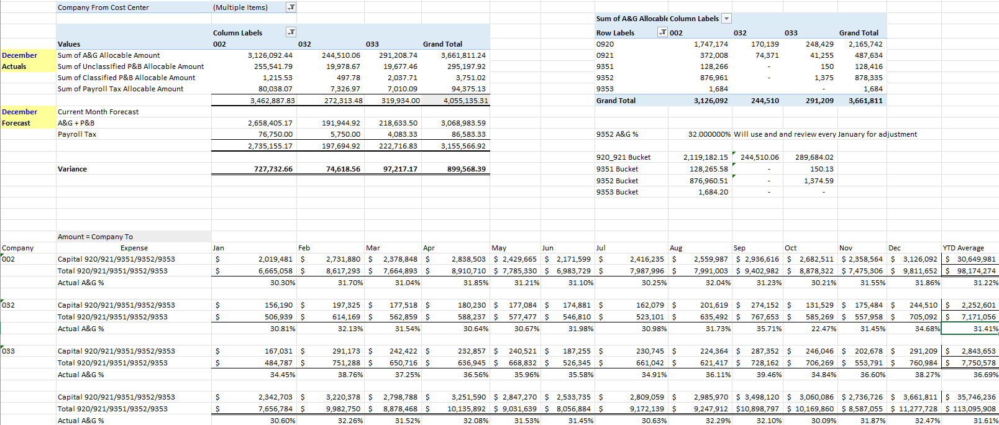 Company From Cost Center (Multiple Items)
Sum of A&G Allocable Column Labels
Column Labels
Row Labels 002 032 033 Grand Total
Values 002 032 033 Grand Total
0920 1,747,174 170,139 248,429 2,165,742
December Sum of A&G Allocable Amount 3,126,092.44 244,510.06 291,208.74 3,661,811.24
0921 372,008 74,371 41,255 487,634
Actuals Sum of Unclassified P&B Allocable Amount 255,541.79 19,978.67 19,677.46 295,197.92
9351 128,266 - 150 128,416
Sum of Classified P&B Allocable Amount 1,215.53 497.78 2,037.71 3,751.02
9352 876,961 - 1,375 878,335
Sum of Payroll Tax Allocable Amount 80,038.07 7,326.97 7,010.09 94,375.13
9353 1,684 - 1,684
3,462,887.83 272,313.48 319,934.00 4,055,135.31
Grand Total 3,126,092 244,510 291,209 3,661,811
December Current Month Forecast
Forecast A&G + P&B 2,658,405.17 191,944.92 218,633.50 3,068,983.59
Payroll Tax 76,750.00 5,750.00 4,083.33 86,583.33
9352 A&G % 32.000000% Will use and and review every January for adjustment
2,735,155.17 197,694.92 222,716.83 3,155,566.92
920_921 Bucket 2,119,182.15 244,510.06 289,684.02
Variance 727,732.66 74,618.56 97,217.17 899,568.39
9351 Bucket 128,265.58 - 150.13
9352 Bucket 876,960.51 - 1,374.59
9353 Bucket 1,684.20 - -
Amount = Company To
Company Expense Jan Feb Mar Apr May Jun Jul Aug Sep Oct Nov Dec YTD Average
002 Capital 920/921/9351/9352/9353 $ 2,019,481 $ 2,731,880 $ 2,378,848 $ 2,838,503 $ 2,429,665 $ 2,171,599 $ 2,416,235 $ 2,559,987 $ 2,936,616 $ 2,682,511 $ 2,358,564 $ 3,126,092 $ 30,649,981
Total 920/921/9351/9352/9353 $ 6,665,058 $ 8,617,293 $ 7,664,893 $ 8,910,710 $ 7,785,330 $ 6,983,729 $ 7,987,996 $ 7,991,003 $ 9,402,982 $ 8,878,322 $ 7,475,306 $ 9,811,652 $ 98,174,274
Actual A&G % 30.30% 31.70% 31.04% 31.85% 31.21% 31.10% 30.25% 32.04% 31.23% 30.21% 31.55% 31.86% 31.22%
032 Capital 920/921/9351/9352/9353 $ 156,190 $ 197,325 $ 177,518 $ 180,230 $ 177,084 $ 174,881 $ 162,079 $ 201,619 $ 274,152 $ 131,529 $ 175,484 $ 244,510 $ 2,252,601
Total 920/921/9351/9352/9353 $ 506,939 $ 614,169 $ 562,859 $ 588,237 $ 577,477 $ 546,810 $ 523,101 $ 635,492 $ 767,653 $ 585,269 $ 557,958 $ 705,092 $ 7,171,056
Actual A&G % 30.81% 32.13% 31.54% 30.64% 30.67% 31.98% 30.98% 31.73% 35.71% 22.47% 31.45% 34.68% 31.41%
033 Capital 920/921/9351/9352/9353 $ 167,031 $ 291,173 $ 242,422 $ 232,857 $ 240,521 $ 187,255 $ 230,745 $ 224,364 $ 287,352 $ 246,046 $ 202,678 $ 291,209 $ 2,843,653
Total 920/921/9351/9352/9353 $ 484,787 $ 751,288 $ 650,716 $ 636,945 $ 668,832 $ 526,345 $ 661,042 $ 621,417 $ 728,162 $ 706,269 $ 553,791 $ 760,984 $ 7,750,578
Actual A&G % 34.45% 38.76% 37.25% 36.56% 35.96% 35.58% 34.91% 36.11% 39.46% 34.84% 36.60% 38.27% 36.69%
Capital 920/921/9351/9352/9353 $ 2,342,703 $ 3,220,378 $ 2,798,788 $ 3,251,590 $ 2,847,270 $ 2,533,735 $ 2,809,059 $ 2,985,970 $ 3,498,120 $ 3,060,086 $ 2,736,726 $ 3,661,811 $ 35,746,236
Total 920/921/9351/9352/9353 $ 7,656,784 $ 9,982,750 $ 8,878,468 $ 10,135,892 $ 9,031,639 $ 8,056,884 $ 9,172,139 $ 9,247,912 $10,898,797 $ 10,169,860 $ 8,587,055 $ 11,277,728 $ 113,095,908
Actual A&G % 30.60% 32.26% 31.52% 32.08% 31.53% 31.45% 30.63% 32.29% 32.10% 30.09% 31.87% 32.47% 31.61%